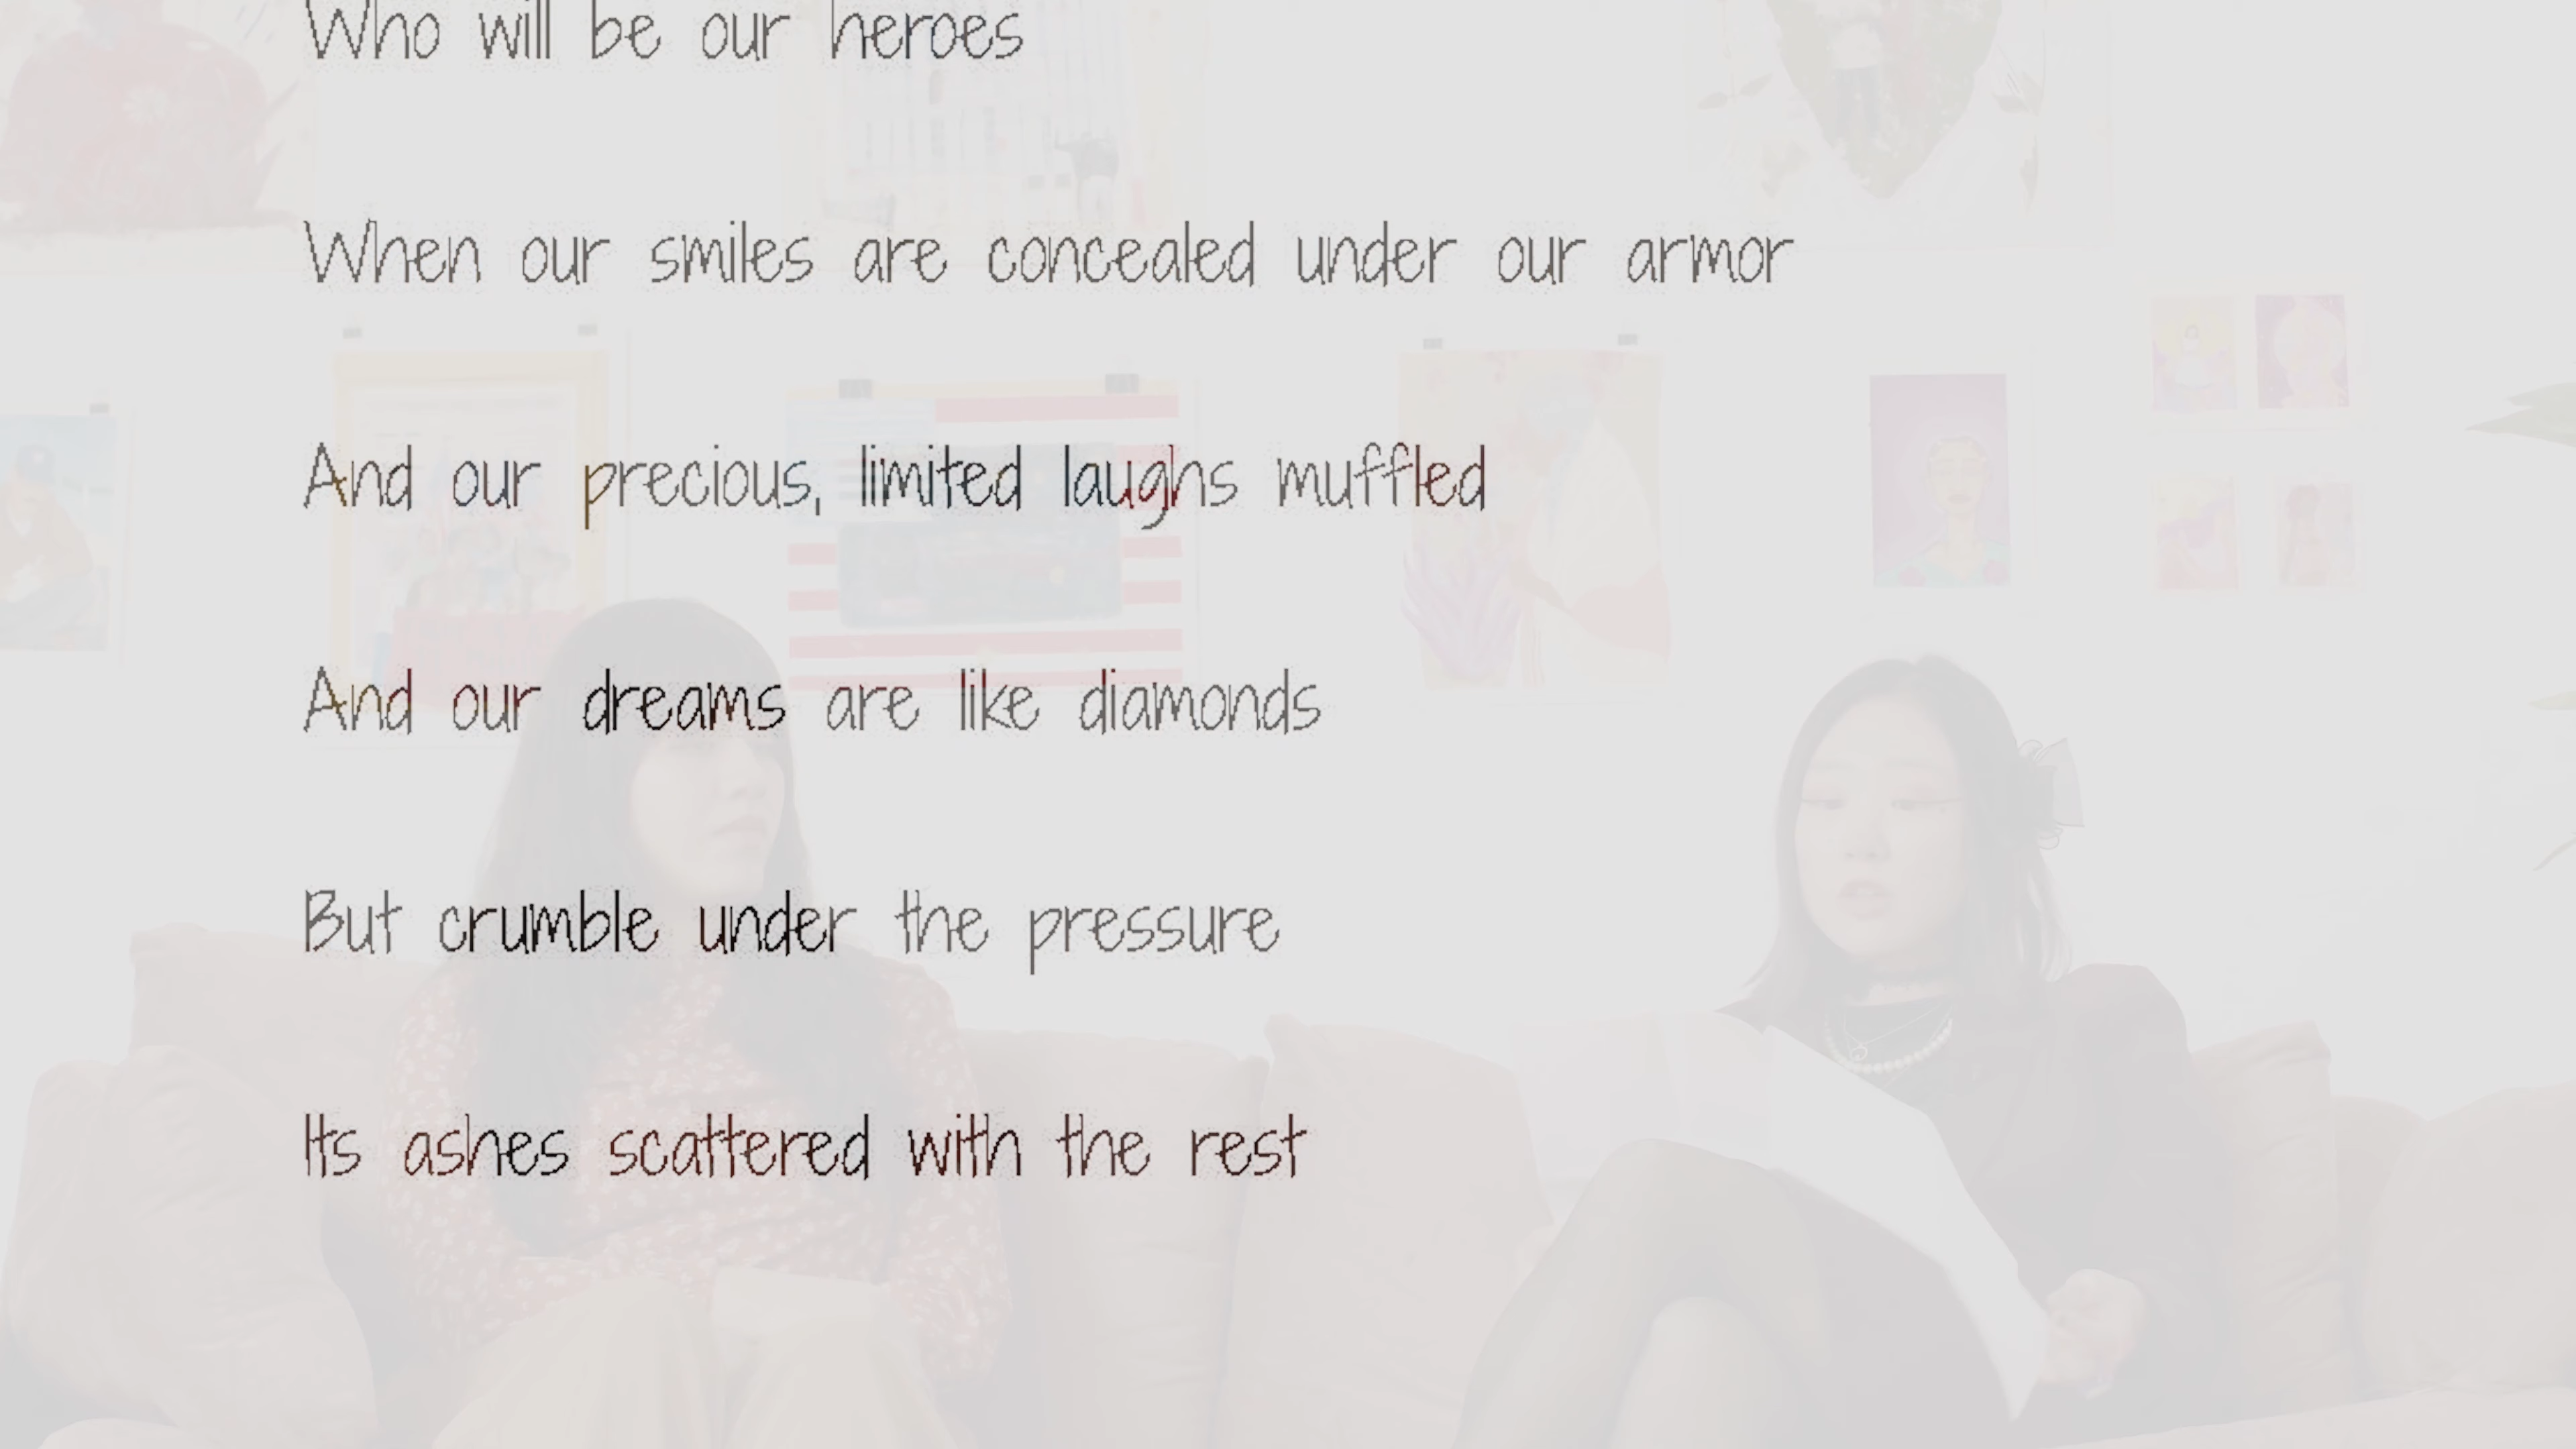 Who will be our heroes
When our smiles are concealed under our armor
And our precious, limited laughs muffled
And our dreams are like diamonds
But crumble under the pressure
Its ashes scattered with the rest